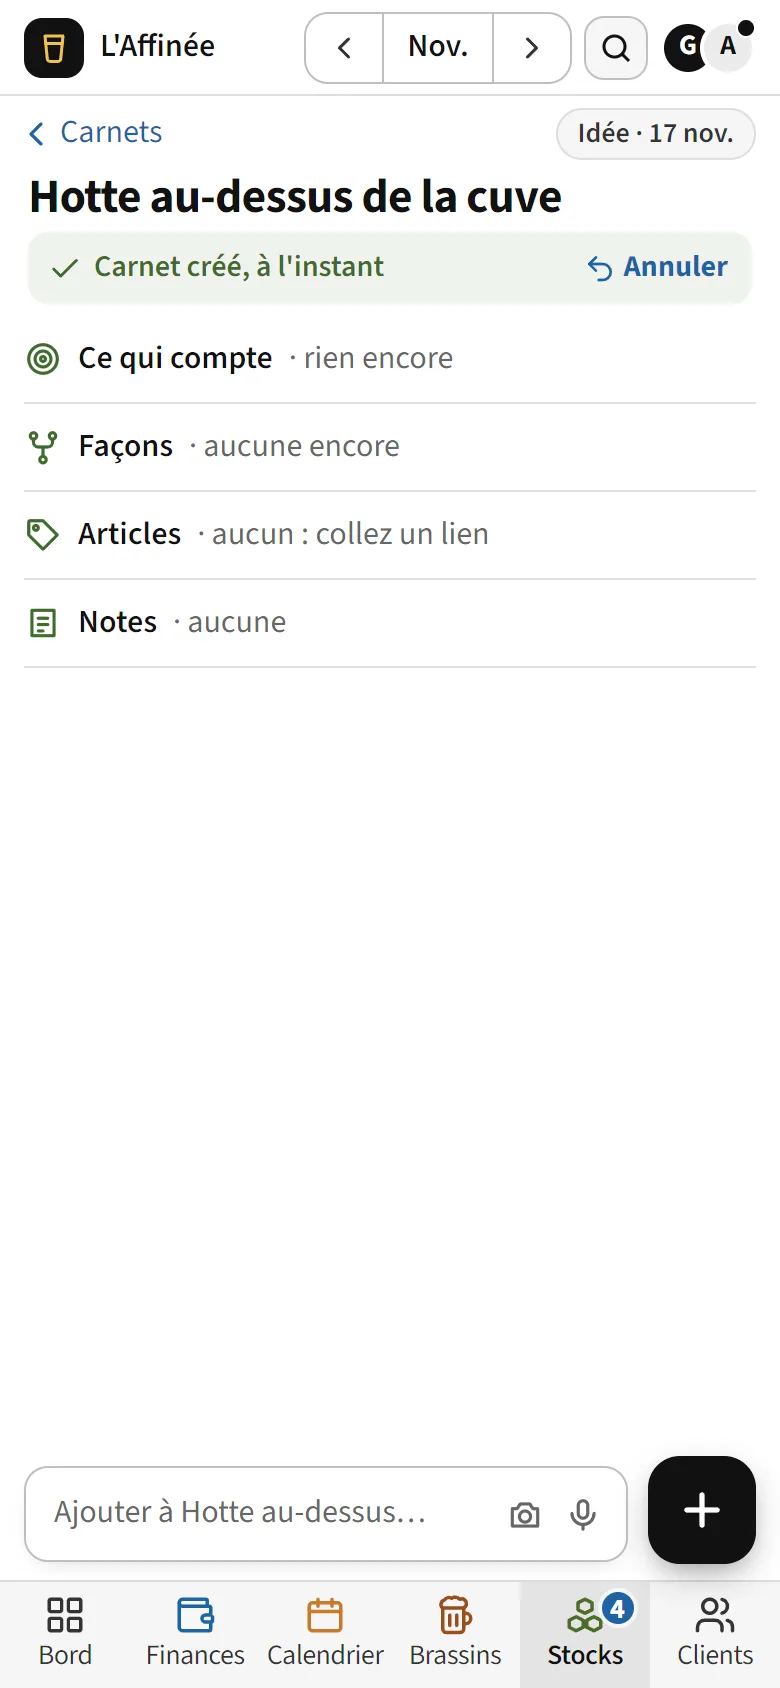 L'Affinée
Nov.
G
A
Carnets
Idée · 17 nov.
Hotte au-dessus de la cuve
Carnet créé, à l'instant
Annuler
Ce qui compte · rien encore
Façons · aucune encore
Articles · aucun : collez un lien
Notes · aucune
Ajouter à Hotte au-dessus…
4
Bord
Finances
Calendrier
Brassins
Stocks
Clients